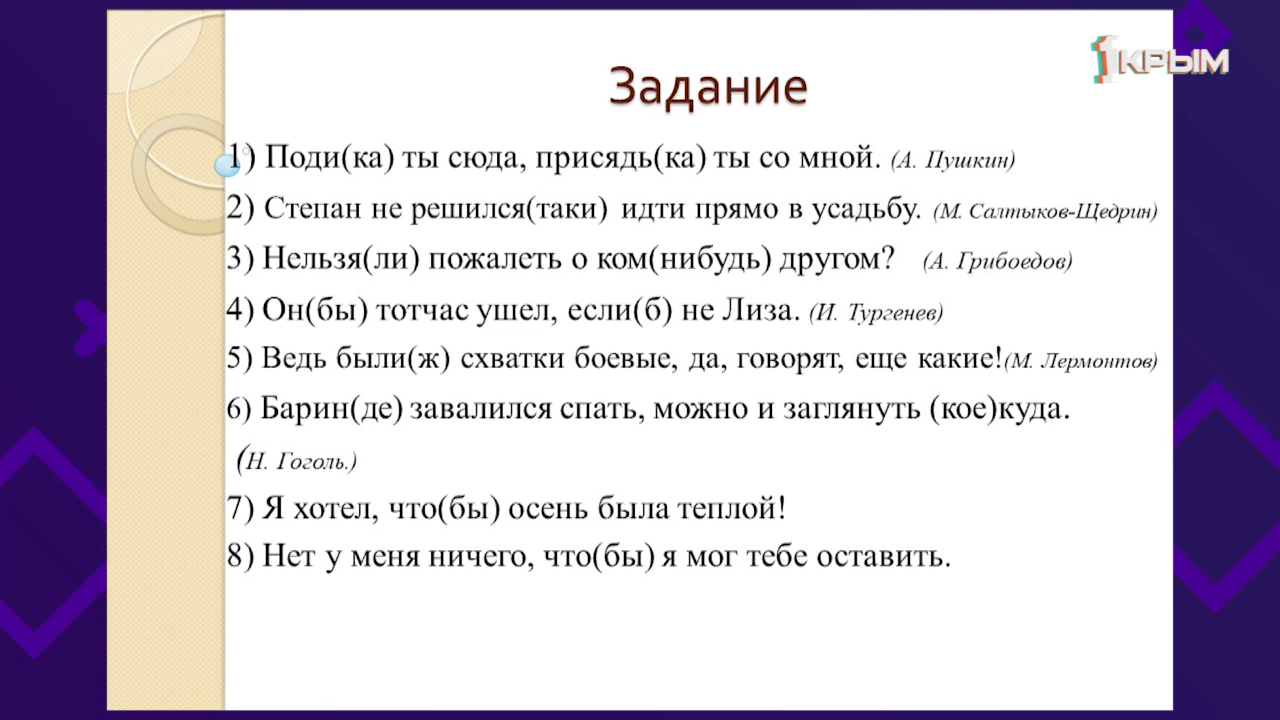 1КРЫМ
Задание
1) Поди(ка) ты сюда, присядь(ка) ты со мной. (А. Пушкин)
2) Степан не решился(таки) идти прямо в усадьбу. (М. Салтыков-Щедрин)
3) Нельзя(ли) пожалеть о ком(нибудь) другом? (А. Грибоедов)
4) Он(бы) тотчас ушел, если(б) не Лиза. (И. Тургенев)
5) Ведь были(ж) схватки боевые, да, говорят, еще какие!(М. Лермонтов)
6) Барин(де) завалился спать, можно и заглянуть (кое)куда.
(Н. Гоголь.)
7) Я хотел, что(бы) осень была теплой!
8) Нет у меня ничего, что(бы) я мог тебе оставить.